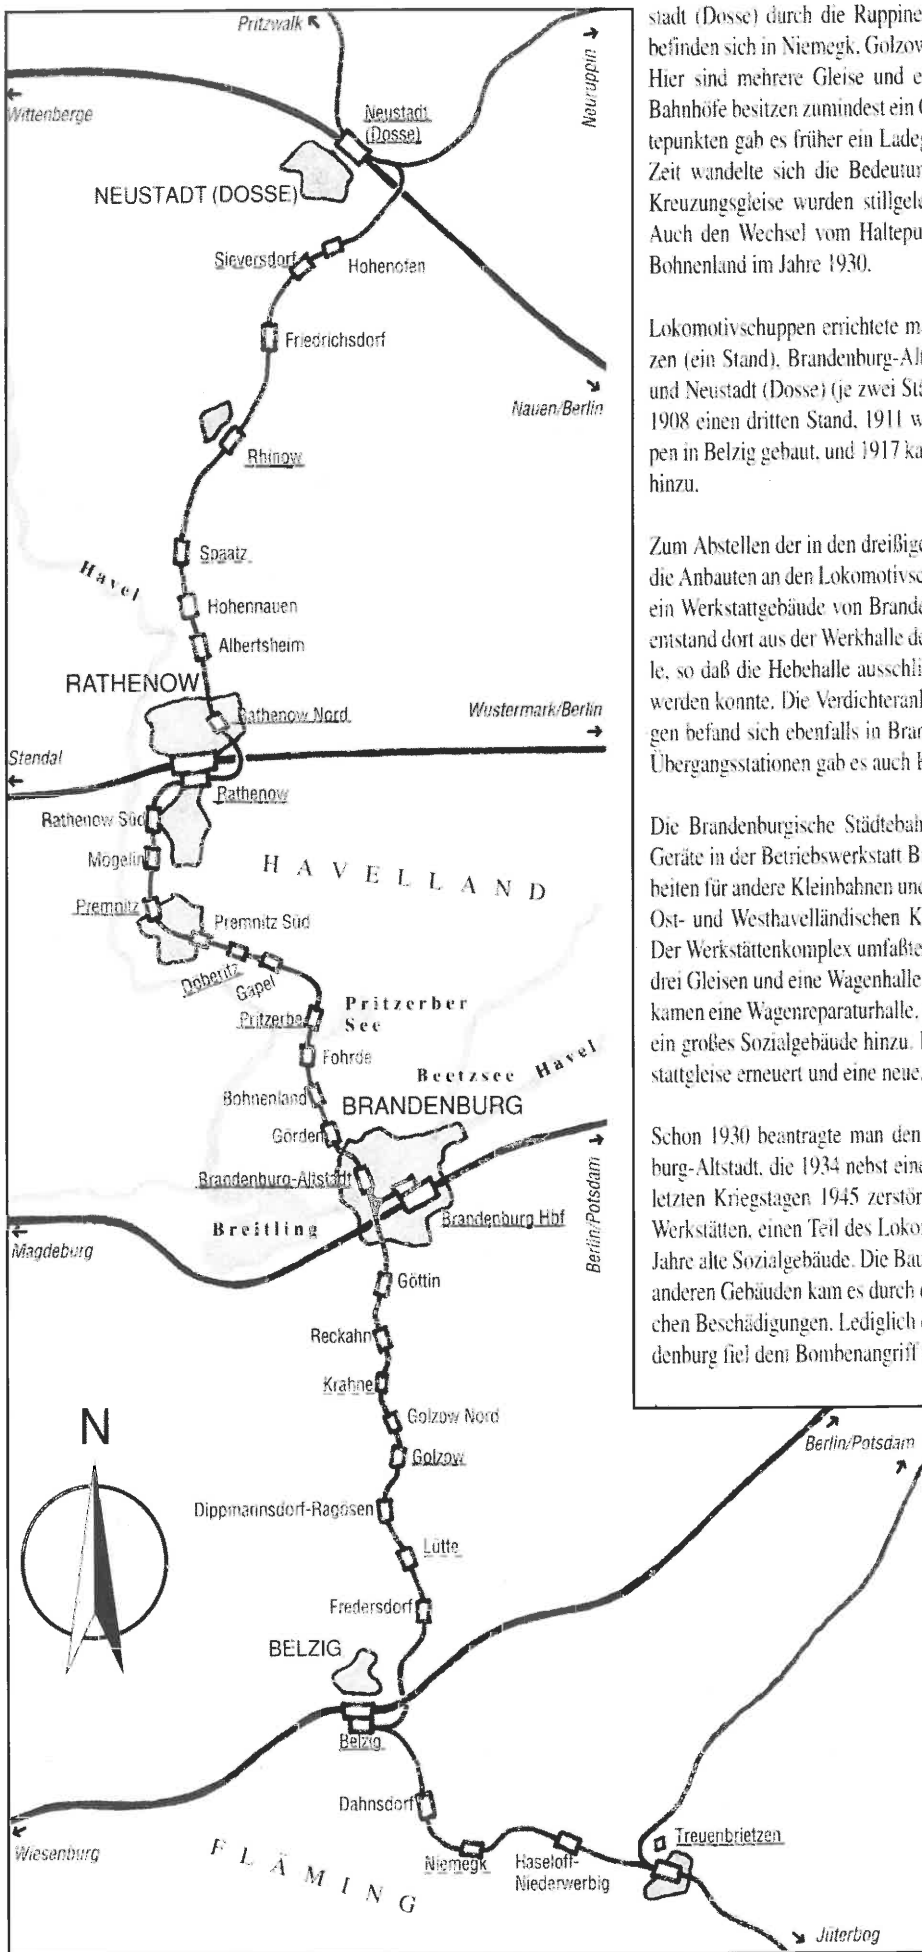 Pritzwalk
Neuruppin
Wittenberge
Neustadt
(Dosse)
NEUSTADT (DOSSE)
Sieversdorf
Hohenofen
Friedrichsdorf
Nauen/Berlin
Rhinow
Spaatz
Havel
Hohennauen
Albertsheim
RATHENOW
Rathenow Nord
Wustermark/Berlin
Stendal
Rathenow
Rathenow Süd
Mögelin
HAVELLAND
Premnitz
Premnitz Süd
Döberitz
Gapel
Pritzerbe
Pritzerber
See
Fohrde
Beetzsee
Havel
Bohnenland
BRANDENBURG
Görden
Brandenburg-Altstadt
Brandenburg Hbf
Breitling
Berlin/Potsdam
Magdeburg
Göttin
Reckahn
Krahne
Golzow Nord
Golzow
N
Berlin/Potsdam
Dippmannsdorf-Ragösen
Lütte
Fredersdorf
BELZIG
Belzig
Dahnsdorf
Treuenbrietzen
Wiesenburg
Niemegk
Haseloff-
Niederwerbig
FLÄMING
Jüterbog
stadt (Dosse) durch die Ruppine
befinden sich in Niemegk, Golzow
Hier sind mehrere Gleise und e
Bahnhöfe besitzen zumindest ein
tepunkten gab es früher ein Lade
Zeit wandelte sich die Bedeutun
Kreuzungsgleise wurden stillgele
Auch den Wechsel vom Haltepu
Bohnenland im Jahre 1930.
Lokomotivschuppen errichtete m
zen (ein Stand), Brandenburg-Alt
und Neustadt (Dosse) (je zwei Stä
1908 einen dritten Stand, 1911 w
pen in Belzig gebaut, und 1917 ka
hinzu.
Zum Abstellen der in den dreißige
die Anbauten an den Lokomotivsc
ein Werkstattgebäude von Brande
entstand dort aus der Werkhalle de
le, so daß die Hebehalle ausschli
werden konnte. Die Verdichteranl
gen befand sich ebenfalls in Bran
Übergangsstationen gab es auch
Die Brandenburgische Städtebah
Geräte in der Betriebswerkstatt B
beiten für andere Kleinbahnen und
Ost- und Westhavelländischen K
Der Werkstättenkomplex umfaßte
drei Gleisen und eine Wagenhalle
kamen eine Wagenreparaturhalle,
ein großes Sozialgebäude hinzu.
stattgleise erneuert und eine neue
Schon 1930 beantragte man den
burg-Altstadt, die 1934 nebst eine
letzten Kriegstagen 1945 zerstör
Werkstätten, einen Teil des Loko
Jahre alte Sozialgebäude. Die Bau
anderen Gebäuden kam es durch
chen Beschädigungen. Lediglich
denburg fiel dem Bombenangriff